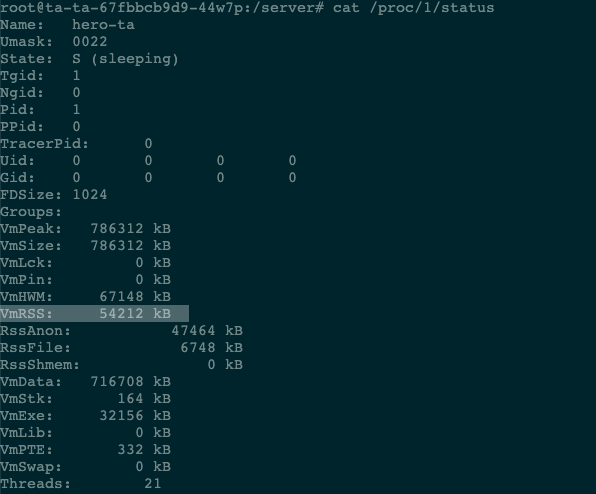 root@ta-ta-67fbbcb9d9-44w7p:/server# cat /proc/1/status
Name:   hero-ta
Umask:  0022
State:  S (sleeping)
Tgid:   1
Ngid:   0
Pid:    1
PPid:   0
TracerPid:      0
Uid:    0       0       0       0
Gid:    0       0       0       0
FDSize: 1024
Groups:
VmPeak:   786312 kB
VmSize:   786312 kB
VmLck:         0 kB
VmPin:         0 kB
VmHWM:     67148 kB
VmRSS:     54212 kB
RssAnon:           47464 kB
RssFile:            6748 kB
RssShmem:              0 kB
VmData:   716708 kB
VmStk:       164 kB
VmExe:     32156 kB
VmLib:         0 kB
VmPTE:       332 kB
VmSwap:        0 kB
Threads:        21